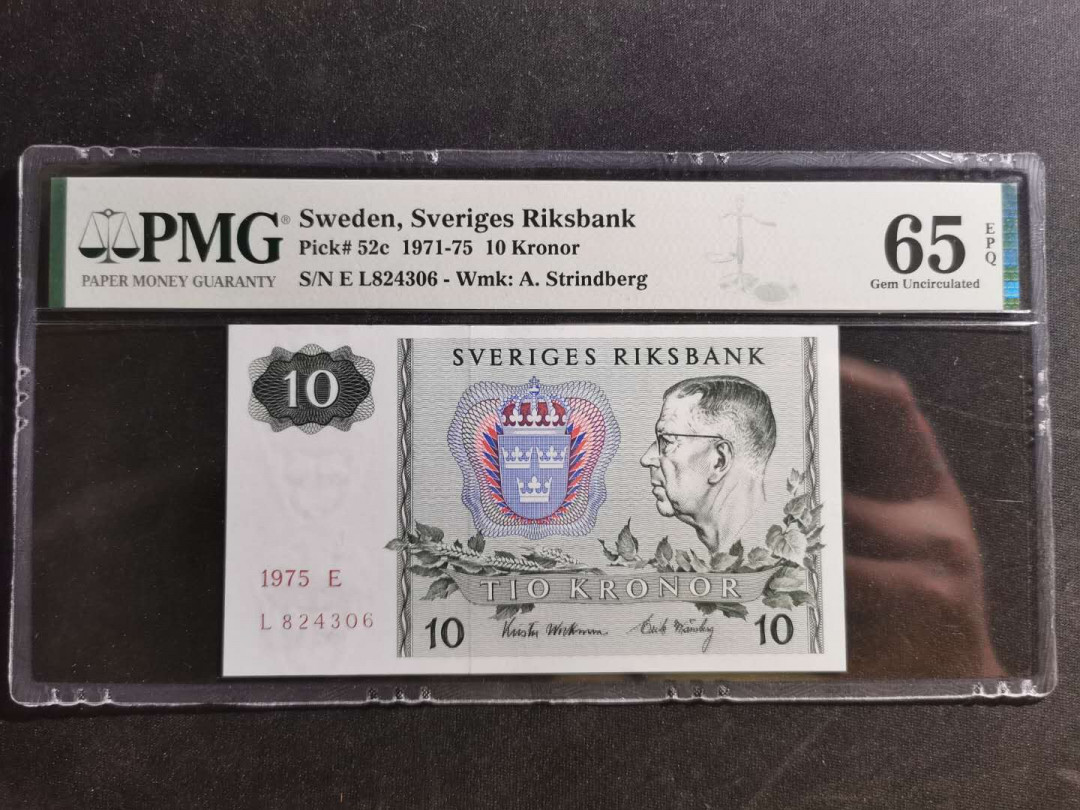 PMG®
PAPER MONEY GUARANTY
Sweden, Sveriges Riksbank
Pick# 52c 1971-75 10 Kronor
S/N E L824306 - Wmk: A. Strindberg
65
EPQ
Gem Uncirculated
10
SVERIGES RIKSBANK
1975 E
L 824306
TIO KRONOR
10
10